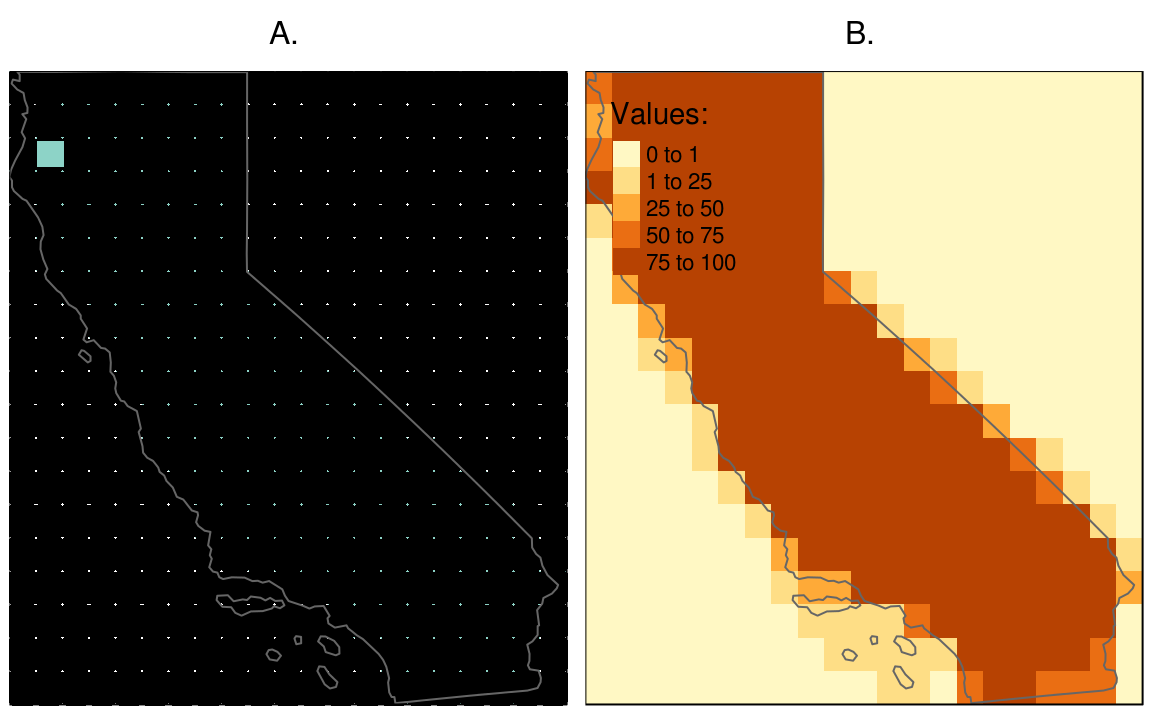 A.
B.
Values:
0 to 1
1 to 25
25 to 50
50 to 75
75 to 100